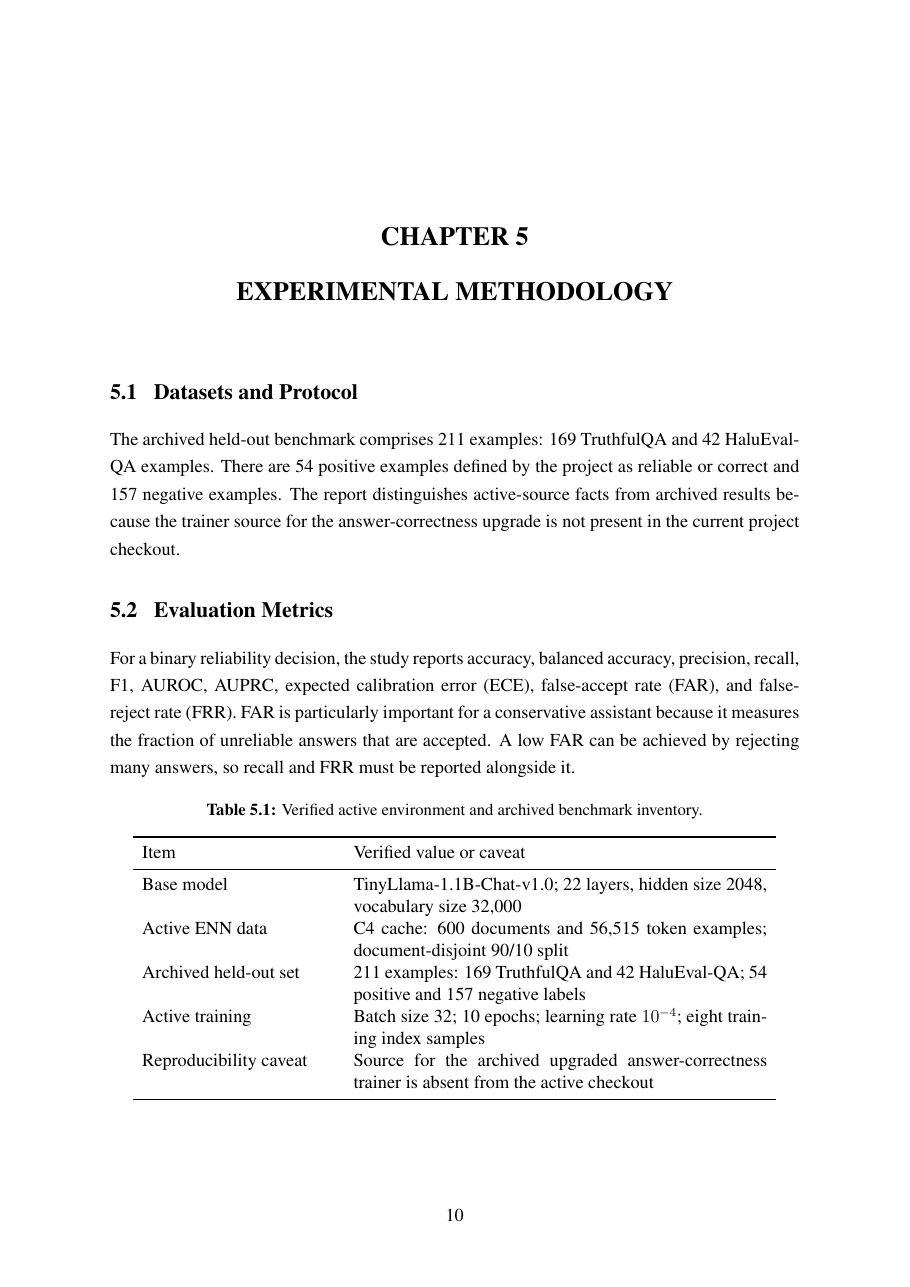 CHAPTER 5
EXPERIMENTAL METHODOLOGY
5.1 Datasets and Protocol
The archived held-out benchmark comprises 211 examples: 169 TruthfulQA and 42 HaluEval-
QA examples. There are 54 positive examples defined by the project as reliable or correct and
157 negative examples. The report distinguishes active-source facts from archived results be-
cause the trainer source for the answer-correctness upgrade is not present in the current project
checkout.
5.2 Evaluation Metrics
For a binary reliability decision, the study reports accuracy, balanced accuracy, precision, recall,
F1, AUROC, AUPRC, expected calibration error (ECE), false-accept rate (FAR), and false-
reject rate (FRR). FAR is particularly important for a conservative assistant because it measures
the fraction of unreliable answers that are accepted. A low FAR can be achieved by rejecting
many answers, so recall and FRR must be reported alongside it.
Table 5.1: Verified active environment and archived benchmark inventory.
Item Verified value or caveat
Base model TinyLlama-1.1B-Chat-v1.0; 22 layers, hidden size 2048,
vocabulary size 32,000
Active ENN data C4 cache: 600 documents and 56,515 token examples;
document-disjoint 90/10 split
Archived held-out set 211 examples: 169 TruthfulQA and 42 HaluEval-QA; 54
positive and 157 negative labels
Active training Batch size 32; 10 epochs; learning rate 10⁻⁴; eight train-
ing index samples
Reproducibility caveat Source for the archived upgraded answer-correctness
trainer is absent from the active checkout
10